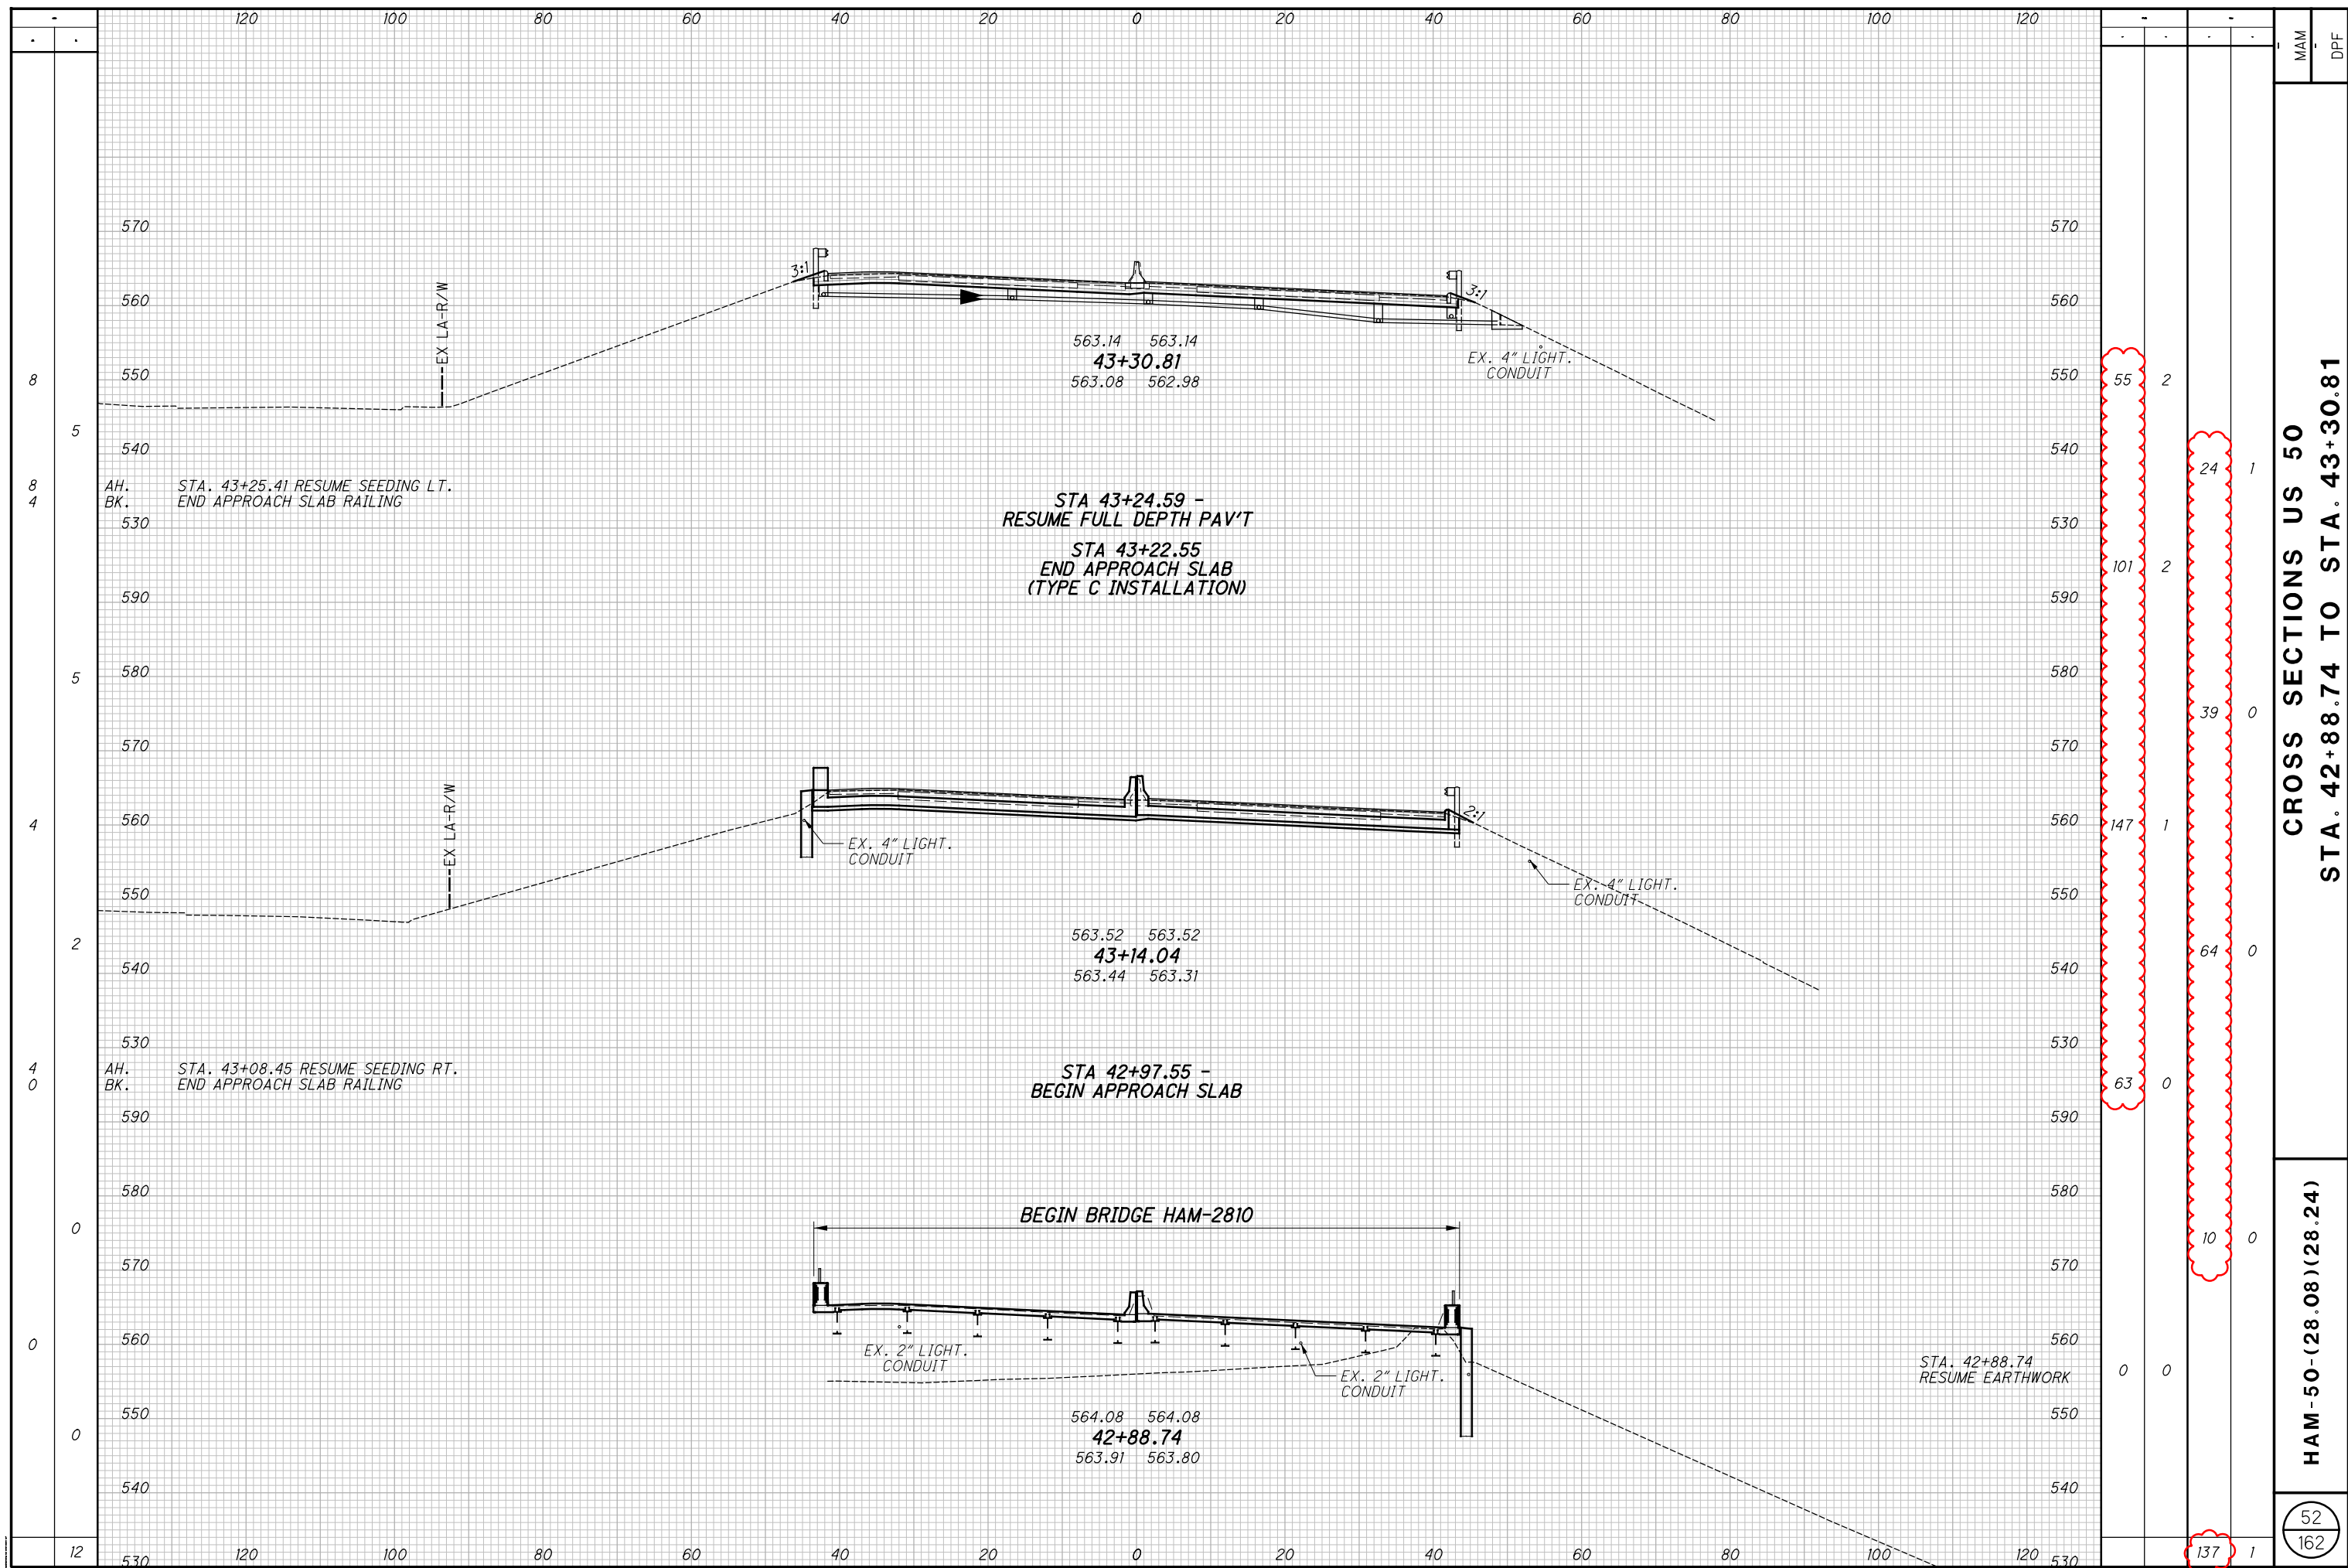 120 100 80 60 40 20 0 20 40 60 80 100 120
MAM
DPF
570 570
3:1
3:1
560 560
EX LA-R/W
563.14 563.14
43+30.81
563.08 562.98
EX. 4" LIGHT.
CONDUIT
550 550
8 55 2
5
540 540
24 1
8 AH. STA. 43+25.41 RESUME SEEDING LT.
4 BK. END APPROACH SLAB RAILING
STA 43+24.59 -
RESUME FULL DEPTH PAV'T
530 530
STA 43+22.55
END APPROACH SLAB
(TYPE C INSTALLATION)
101 2
590 590
580 580
5
39 0
570 570
EX LA-R/W
2:1
560 560
4 147 1
EX. 4" LIGHT.
CONDUIT
EX. 4" LIGHT.
CONDUIT
550 550
563.52 563.52
43+14.04
563.44 563.31
2 64 0
540 540
530 530
4 AH. STA. 43+08.45 RESUME SEEDING RT.
0 BK. END APPROACH SLAB RAILING
STA 42+97.55 -
BEGIN APPROACH SLAB
63 0
590 590
580 580
BEGIN BRIDGE HAM-2810
0 10 0
570 570
560 560
0
EX. 2" LIGHT.
CONDUIT
EX. 2" LIGHT.
CONDUIT
STA. 42+88.74
RESUME EARTHWORK
0 0
550 550
564.08 564.08
42+88.74
563.91 563.80
0
540 540
530 530
12 120 100 80 60 40 20 0 20 40 60 80 100 120 137 1
CROSS SECTIONS US 50
STA. 42+88.74 TO STA. 43+30.81
HAM-50-(28.08)(28.24)
52
162